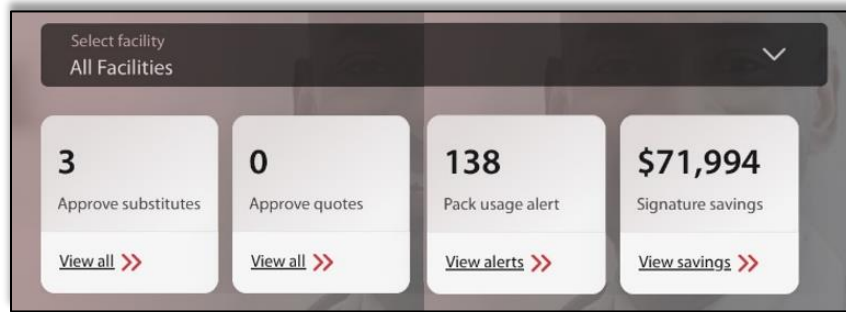 Select facility
All Facilities
3
Approve substitutes
View all
0
Approve quotes
View all
138
Pack usage alert
View alerts
$71,994
Signature savings
View savings